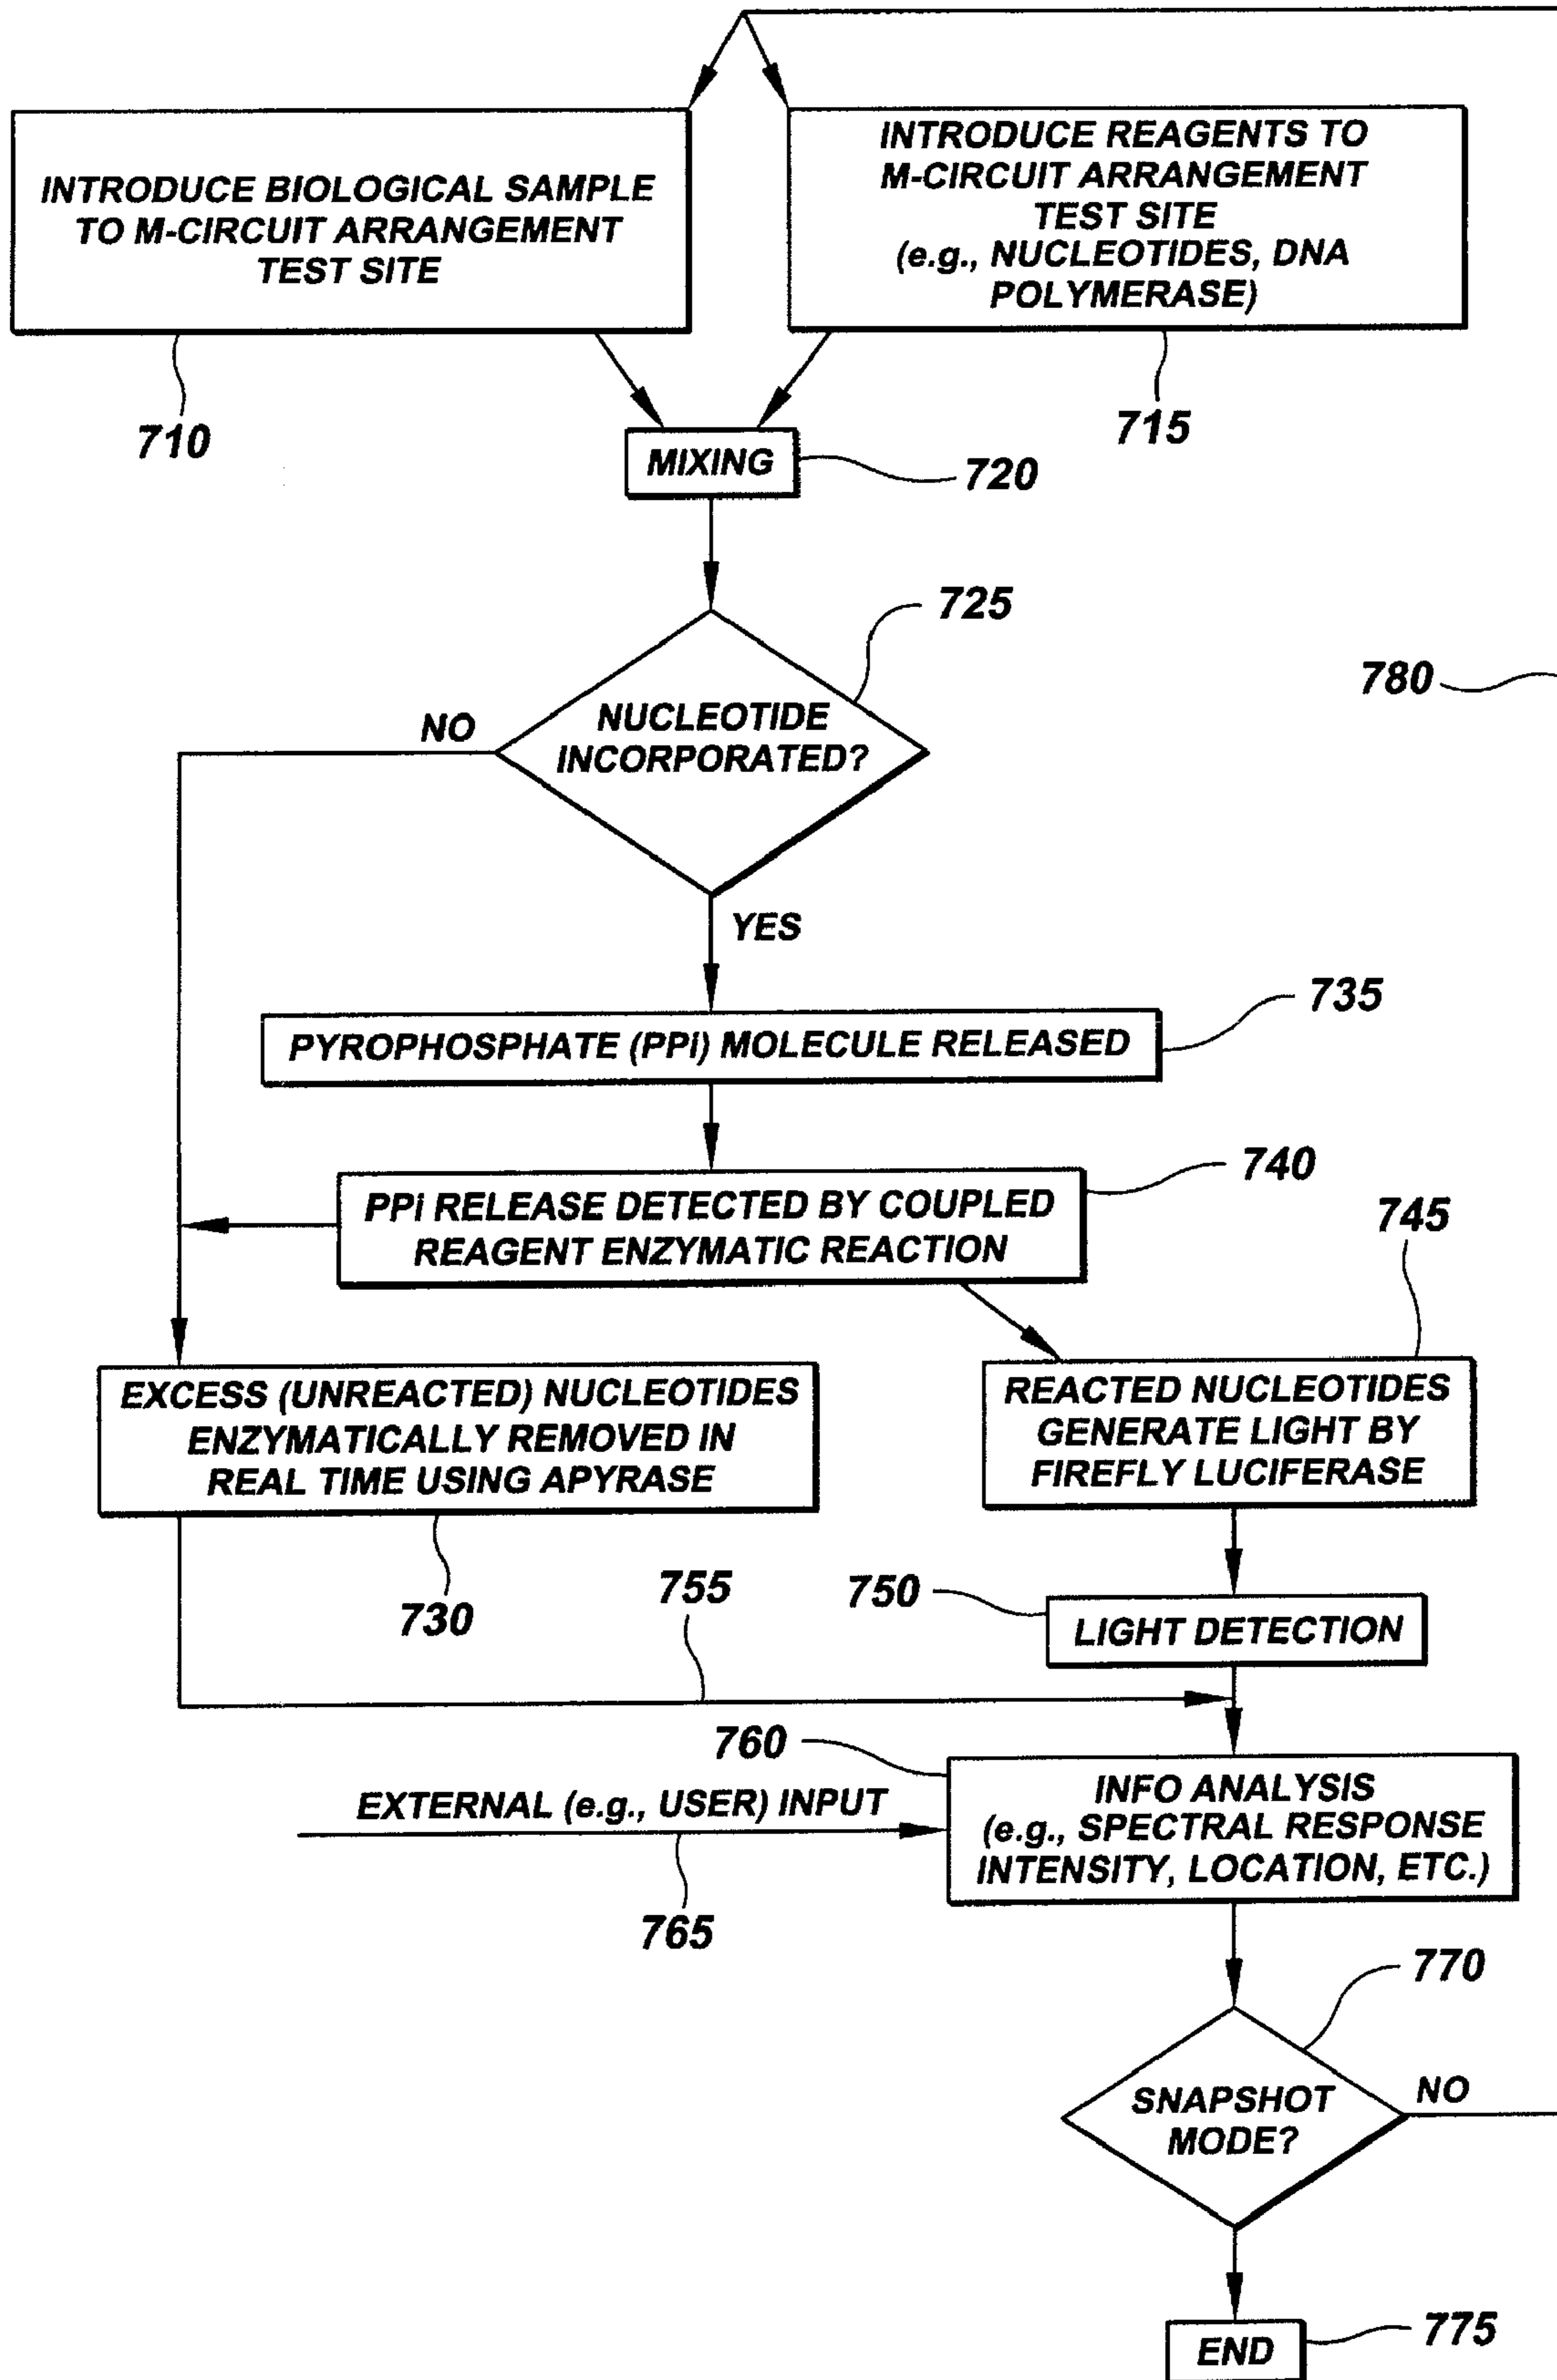 INTRODUCE BIOLOGICAL SAMPLE
TO M-CIRCUIT ARRANGEMENT
TEST SITE
710
INTRODUCE REAGENTS TO
M-CIRCUIT ARRANGEMENT
TEST SITE
(e.g., NUCLEOTIDES, DNA
POLYMERASE)
715
MIXING
720
725
NUCLEOTIDE
INCORPORATED?
NO
YES
780
PYROPHOSPHATE (PPi) MOLECULE RELEASED
735
PPi RELEASE DETECTED BY COUPLED
REAGENT ENZYMATIC REACTION
740
745
EXCESS (UNREACTED) NUCLEOTIDES
ENZYMATICALLY REMOVED IN
REAL TIME USING APYRASE
730
REACTED NUCLEOTIDES
GENERATE LIGHT BY
FIREFLY LUCIFERASE
755
750
LIGHT DETECTION
760
EXTERNAL (e.g., USER) INPUT
765
INFO ANALYSIS
(e.g., SPECTRAL RESPONSE
INTENSITY, LOCATION, ETC.)
770
SNAPSHOT
MODE?
NO
END
775